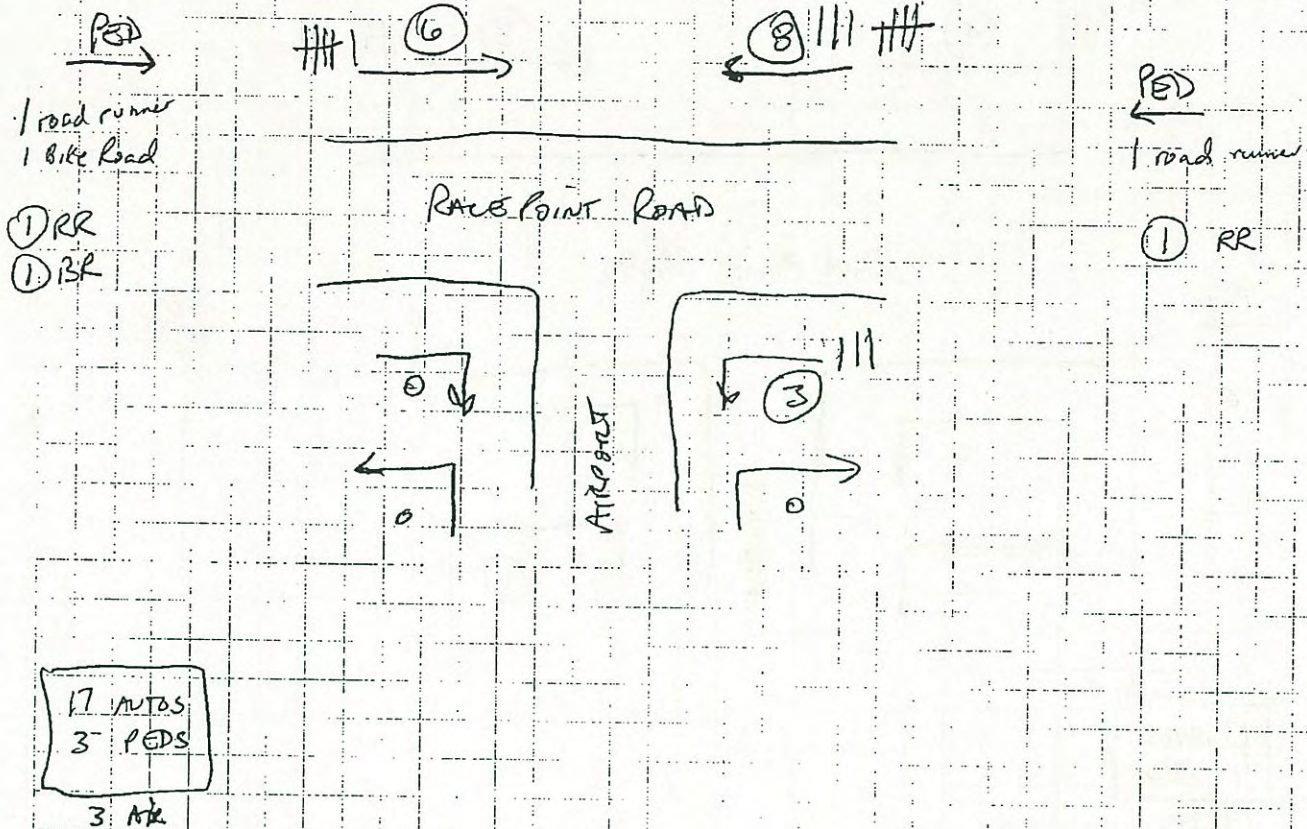 PED
6
8
PED
1 road runner
1 Bike Road
1 road runner
RACE POINT ROAD
1 RR
1 BR
1 RR
0
3
AIRPORT
0
0
17 AUTOS
3 PEDS
3